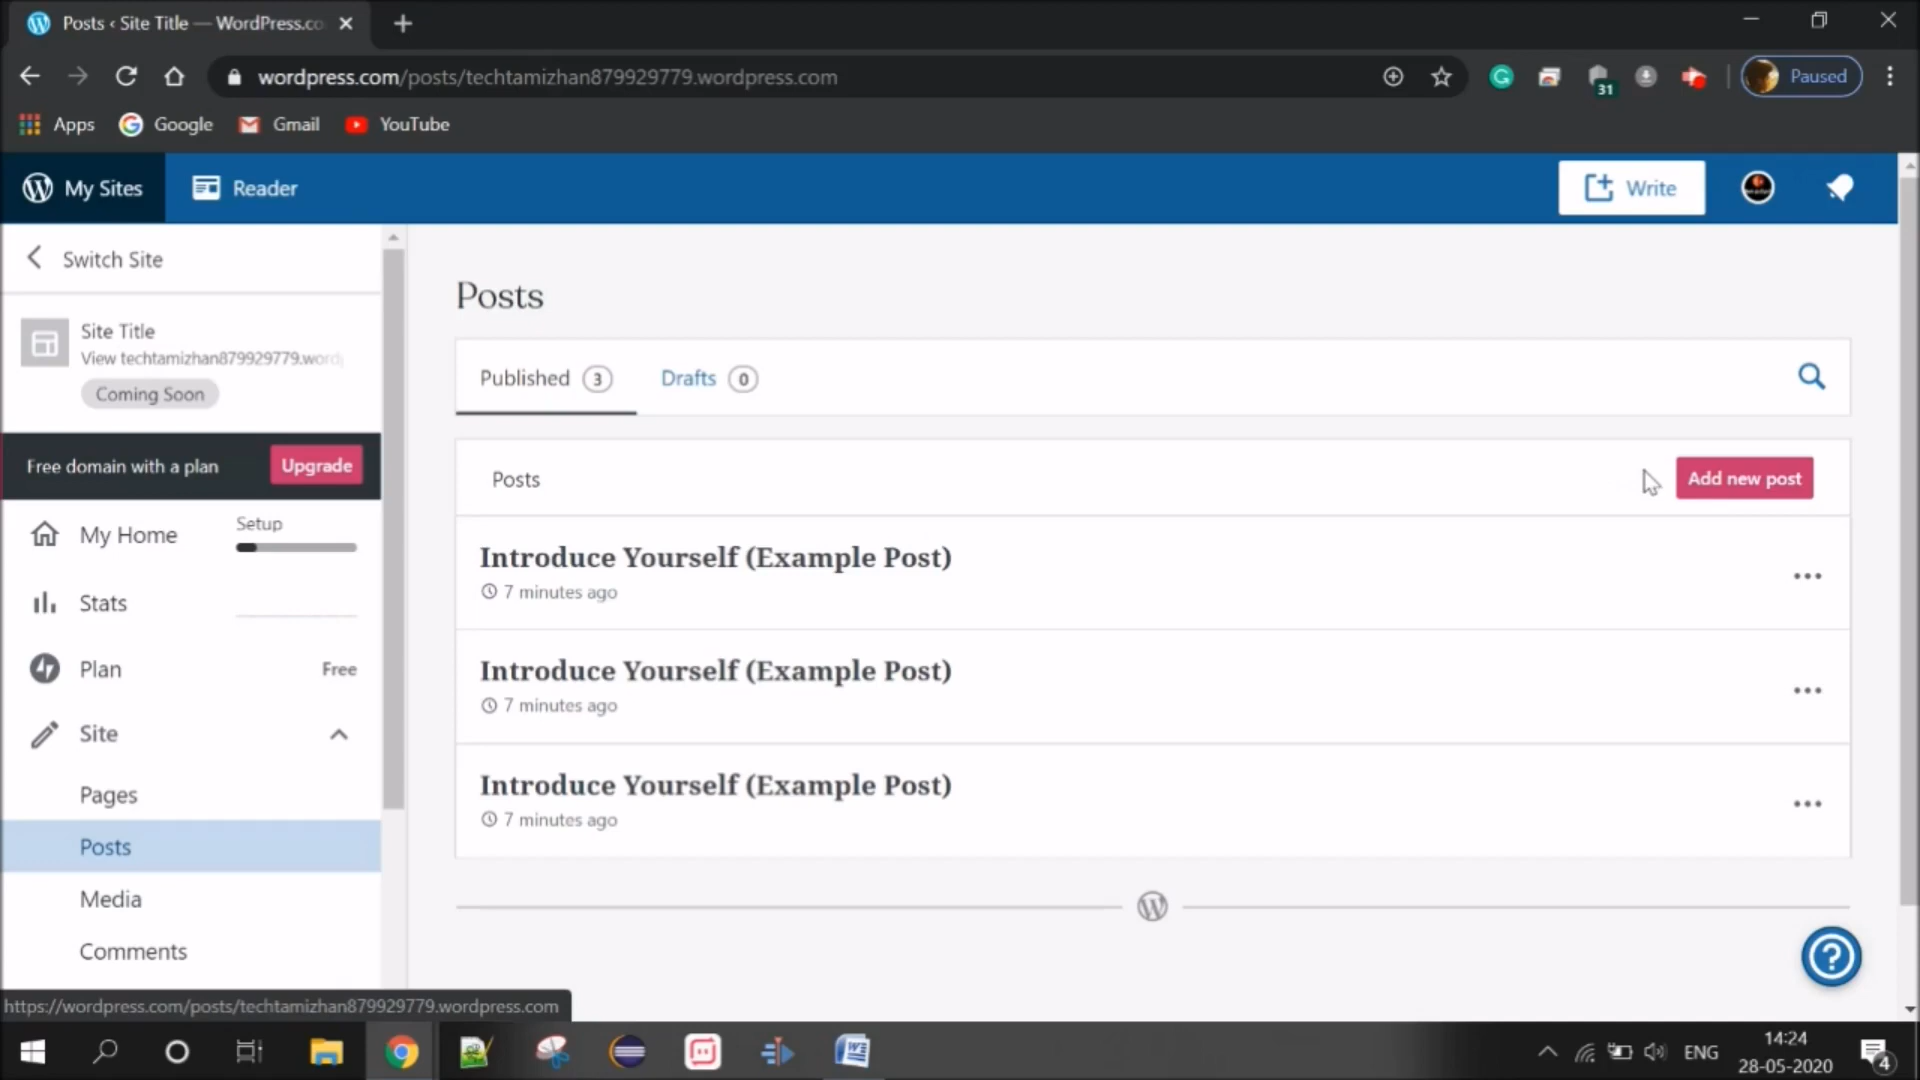 Posts ‹ Site Title — WordPress.co
wordpress.com/posts/techtamizhan879929779.wordpress.com
31
Paused
Apps
Google
Gmail
YouTube
My Sites
Reader
Write
Switch Site
Site Title
View techtamizhan879929779.word
Coming Soon
Free domain with a plan
Upgrade
My Home
Setup
Stats
Plan
Free
Site
Pages
Posts
Media
Comments
Posts
Published 3
Drafts 0
Posts
Add new post
Introduce Yourself (Example Post)
7 minutes ago
Introduce Yourself (Example Post)
7 minutes ago
Introduce Yourself (Example Post)
7 minutes ago
https://wordpress.com/posts/techtamizhan879929779.wordpress.com
ENG
14:24
28-05-2020
4